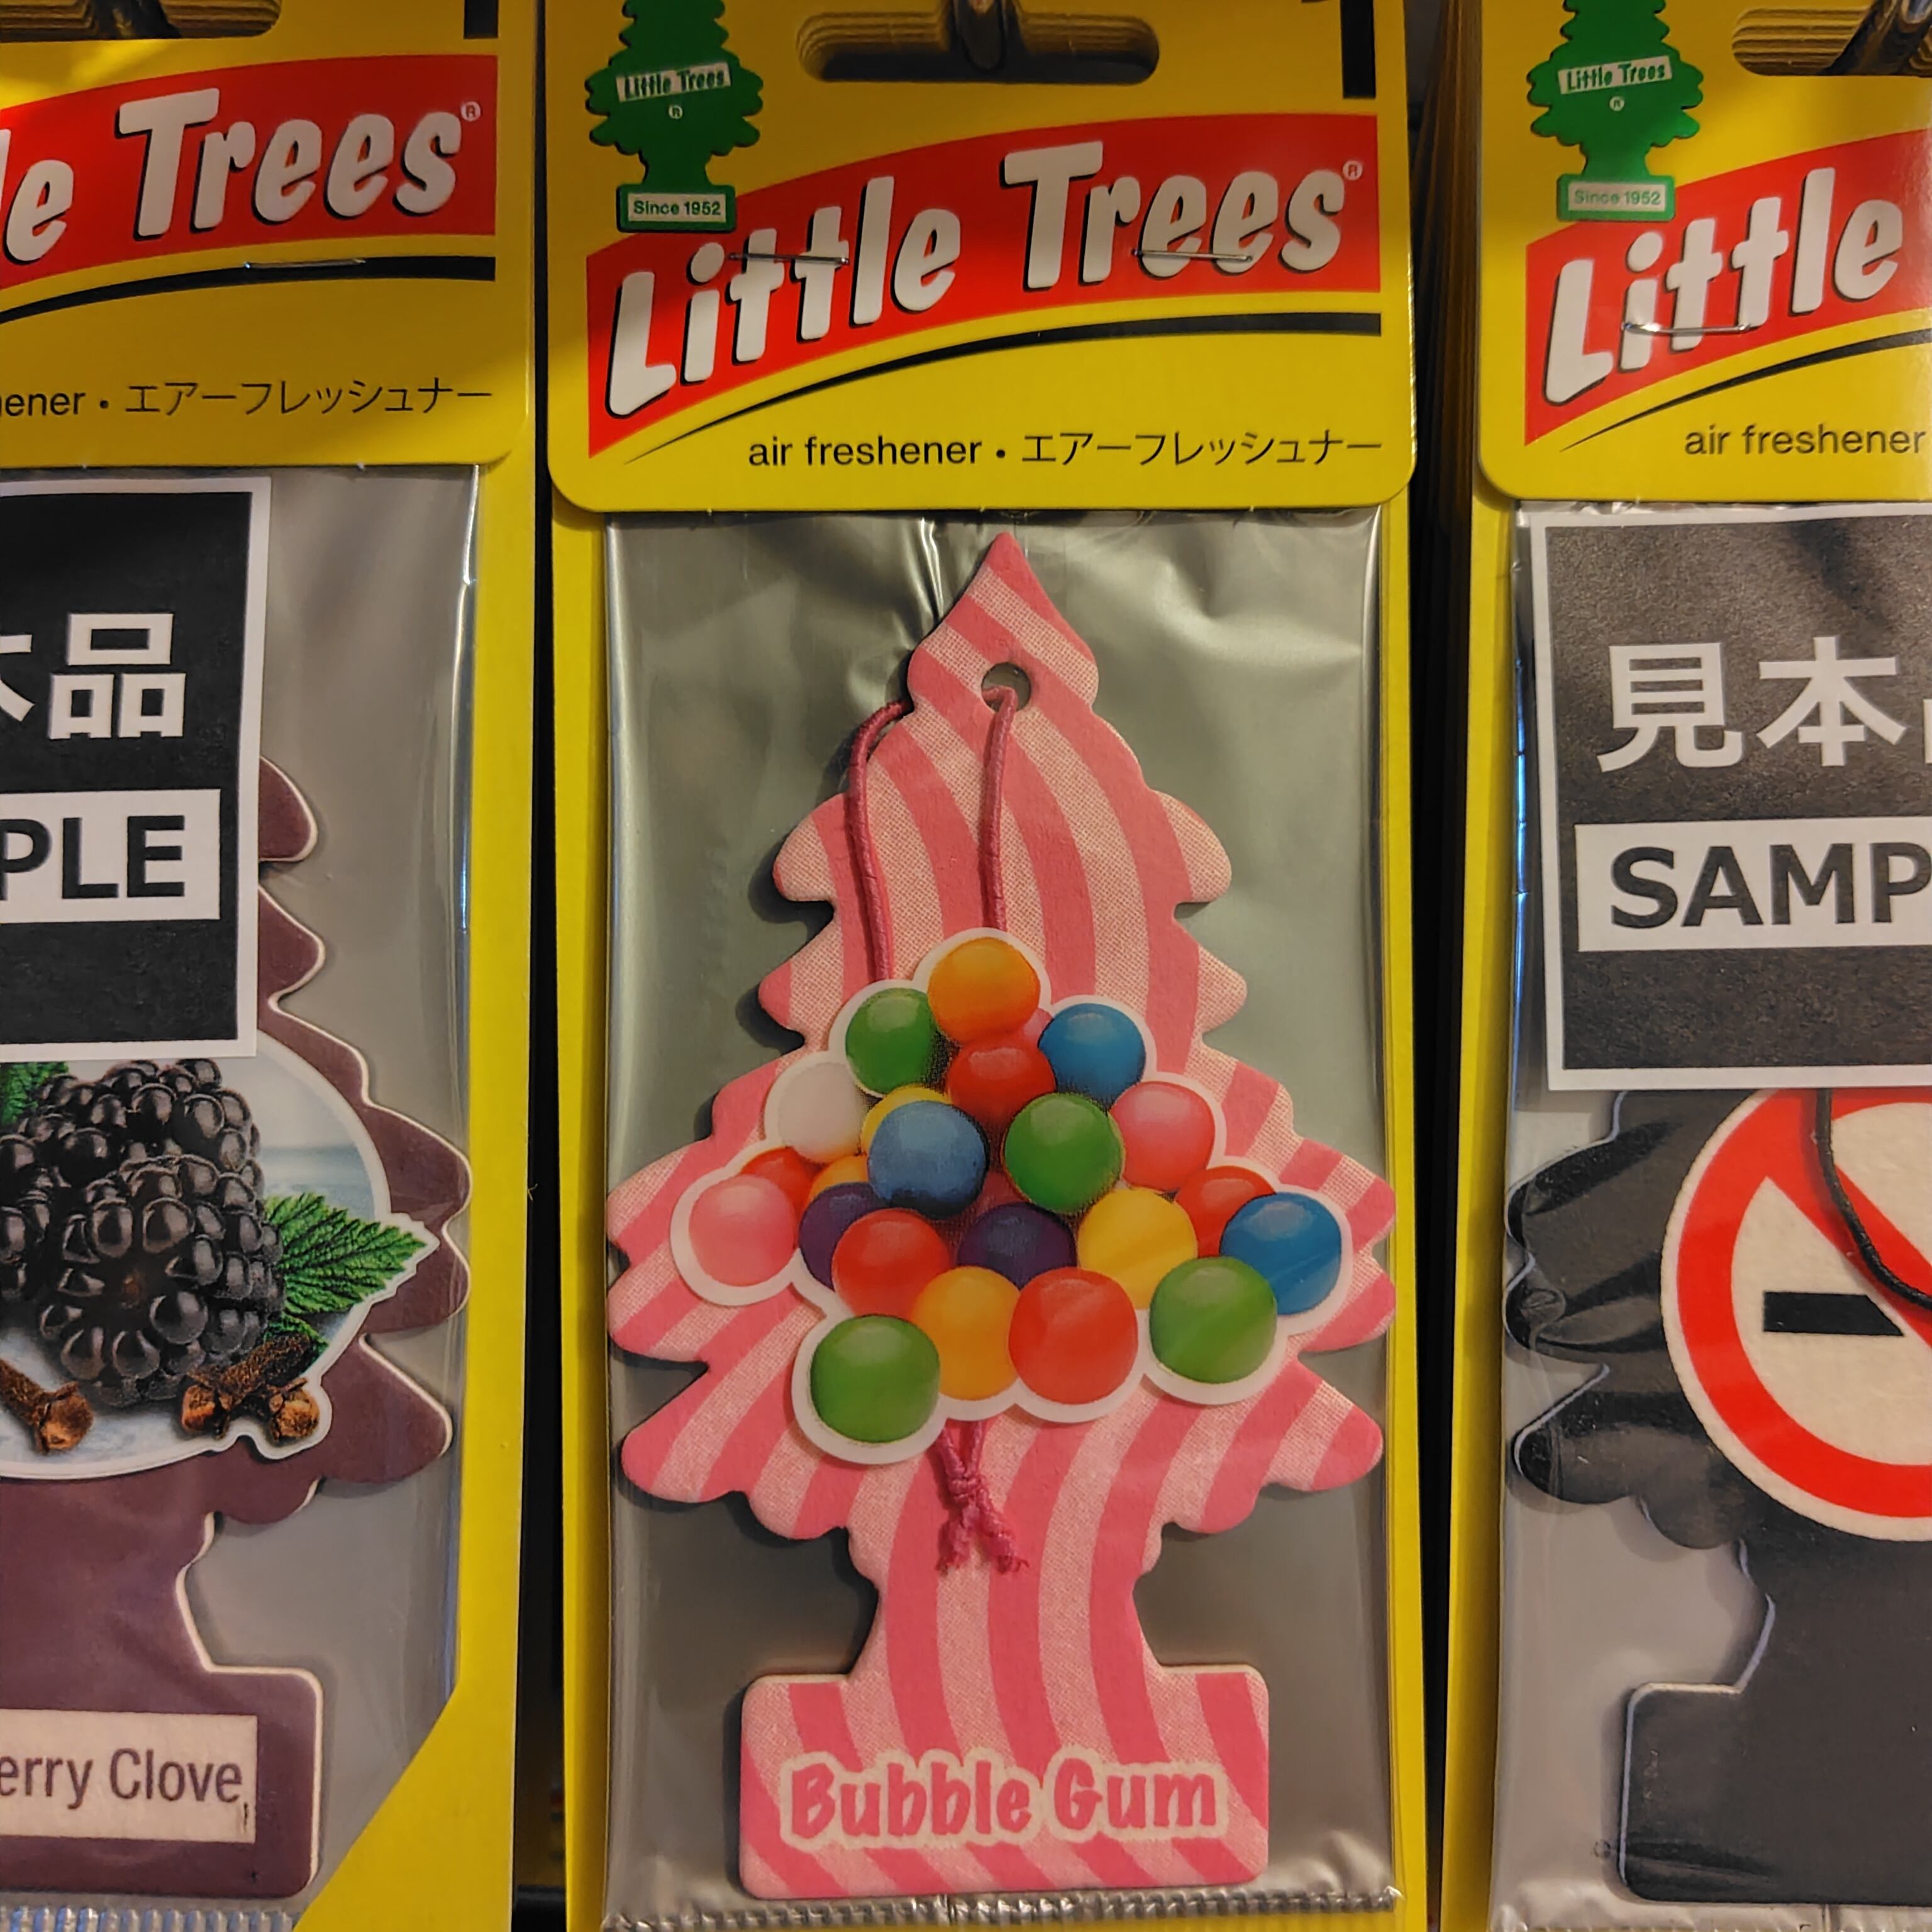 le Trees®
ener • エアーフレッシュナー
本品
PLE
erry Clove
Little Trees
®
Since 1952
Little Trees®
air freshener • エアーフレッシュナー
Bubble Gum
Little Trees
®
Since 1952
Little
air freshener
見本
SAMP